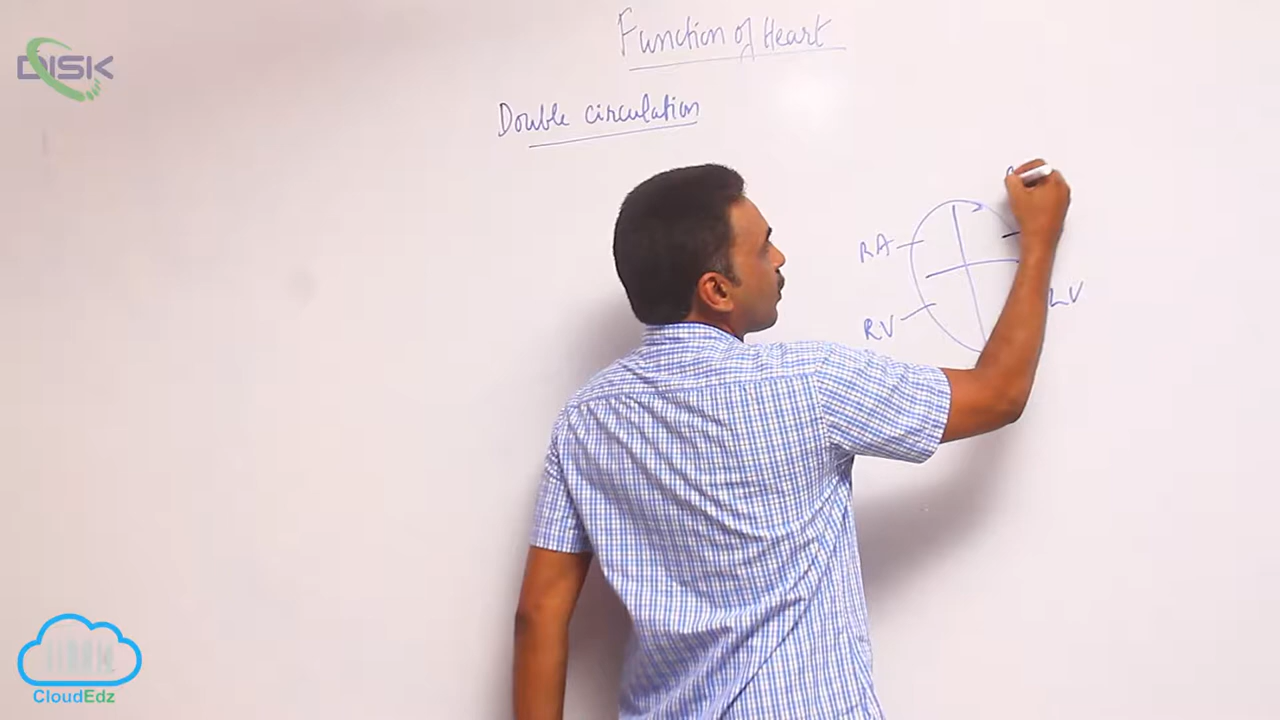 Function of Heart
DISK
Double circulation
RA
LV
RV
CloudEdz